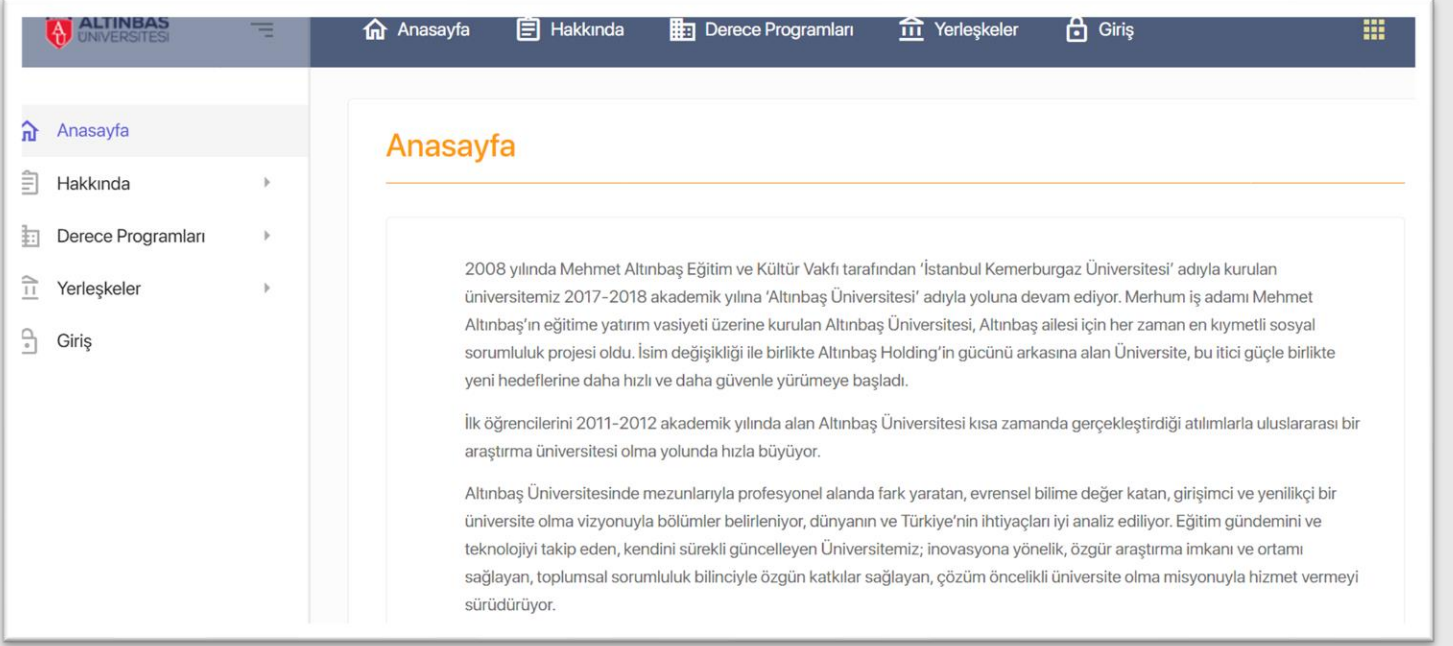 ALTINBAŞ
ÜNİVERSİTESİ
Anasayfa
Hakkında
Derece Programları
Yerleşkeler
Giriş
Anasayfa
Hakkında
Derece Programları
Yerleşkeler
Giriş
Anasayfa
2008 yılında Mehmet Altınbaş Eğitim ve Kültür Vakfı tarafından ‘İstanbul Kemerburgaz Üniversitesi’ adıyla kurulan
üniversitemiz 2017-2018 akademik yılına ‘Altınbaş Üniversitesi’ adıyla yoluna devam ediyor. Merhum iş adamı Mehmet
Altınbaş’ın eğitime yatırım vasiyeti üzerine kurulan Altınbaş Üniversitesi, Altınbaş ailesi için her zaman en kıymetli sosyal
sorumluluk projesi oldu. İsim değişikliği ile birlikte Altınbaş Holding’in gücünü arkasına alan Üniversite, bu itici güçle birlikte
yeni hedeflerine daha hızlı ve daha güvenle yürümeye başladı.
İlk öğrencilerini 2011-2012 akademik yılında alan Altınbaş Üniversitesi kısa zamanda gerçekleştirdiği atılımlarla uluslararası bir
araştırma üniversitesi olma yolunda hızla büyüyor.
Altınbaş Üniversitesinde mezunlarıyla profesyonel alanda fark yaratan, evrensel bilime değer katan, girişimci ve yenilikçi bir
üniversite olma vizyonuyla bölümler belirleniyor, dünyanın ve Türkiye’nin ihtiyaçları iyi analiz ediliyor. Eğitim gündemini ve
teknolojiyi takip eden, kendini sürekli güncelleyen Üniversitemiz; inovasyona yönelik, özgür araştırma imkanı ve ortamı
sağlayan, toplumsal sorumluluk bilinciyle özgün katkılar sağlayan, çözüm öncelikli üniversite olma misyonuyla hizmet vermeyi
sürüdürüyor.